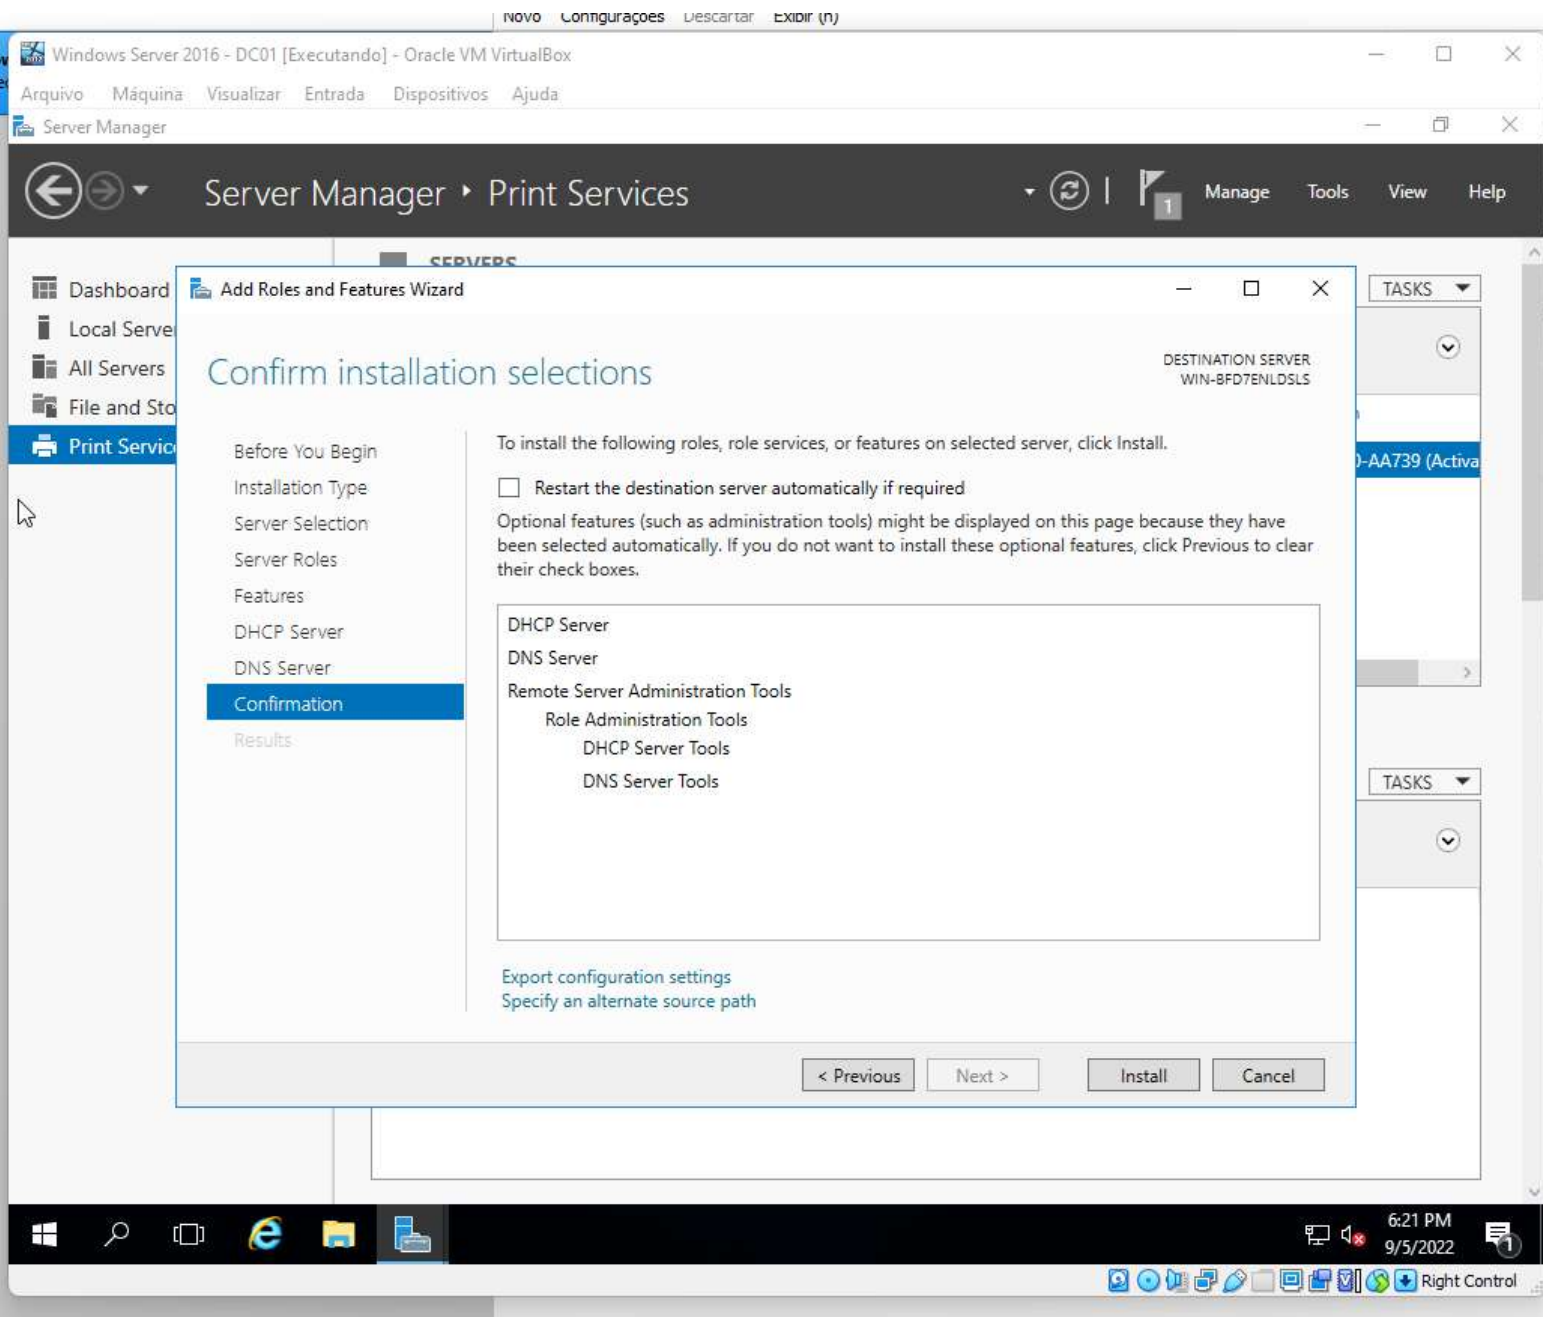 Novo Configurações Descartar Exibir (n)
Windows Server 2016 - DC01 [Executando] - Oracle VM VirtualBox
Arquivo Máquina Visualizar Entrada Dispositivos Ajuda
Server Manager
Server Manager Print Services
1
Manage Tools View Help
SERVERS
Dashboard
Local Serve
All Servers
File and Sto
Print Servic
TASKS
Add Roles and Features Wizard
Confirm installation selections
DESTINATION SERVER
WIN-BFD7ENLDSLS
Before You Begin
Installation Type
Server Selection
Server Roles
Features
DHCP Server
DNS Server
Confirmation
Results
To install the following roles, role services, or features on selected server, click Install.
Restart the destination server automatically if required
Optional features (such as administration tools) might be displayed on this page because they have
been selected automatically. If you do not want to install these optional features, click Previous to clear
their check boxes.
DHCP Server
DNS Server
Remote Server Administration Tools
Role Administration Tools
DHCP Server Tools
DNS Server Tools
Export configuration settings
Specify an alternate source path
< Previous Next > Install Cancel
-AA739 (Activa
TASKS
6:21 PM
9/5/2022
1
Right Control